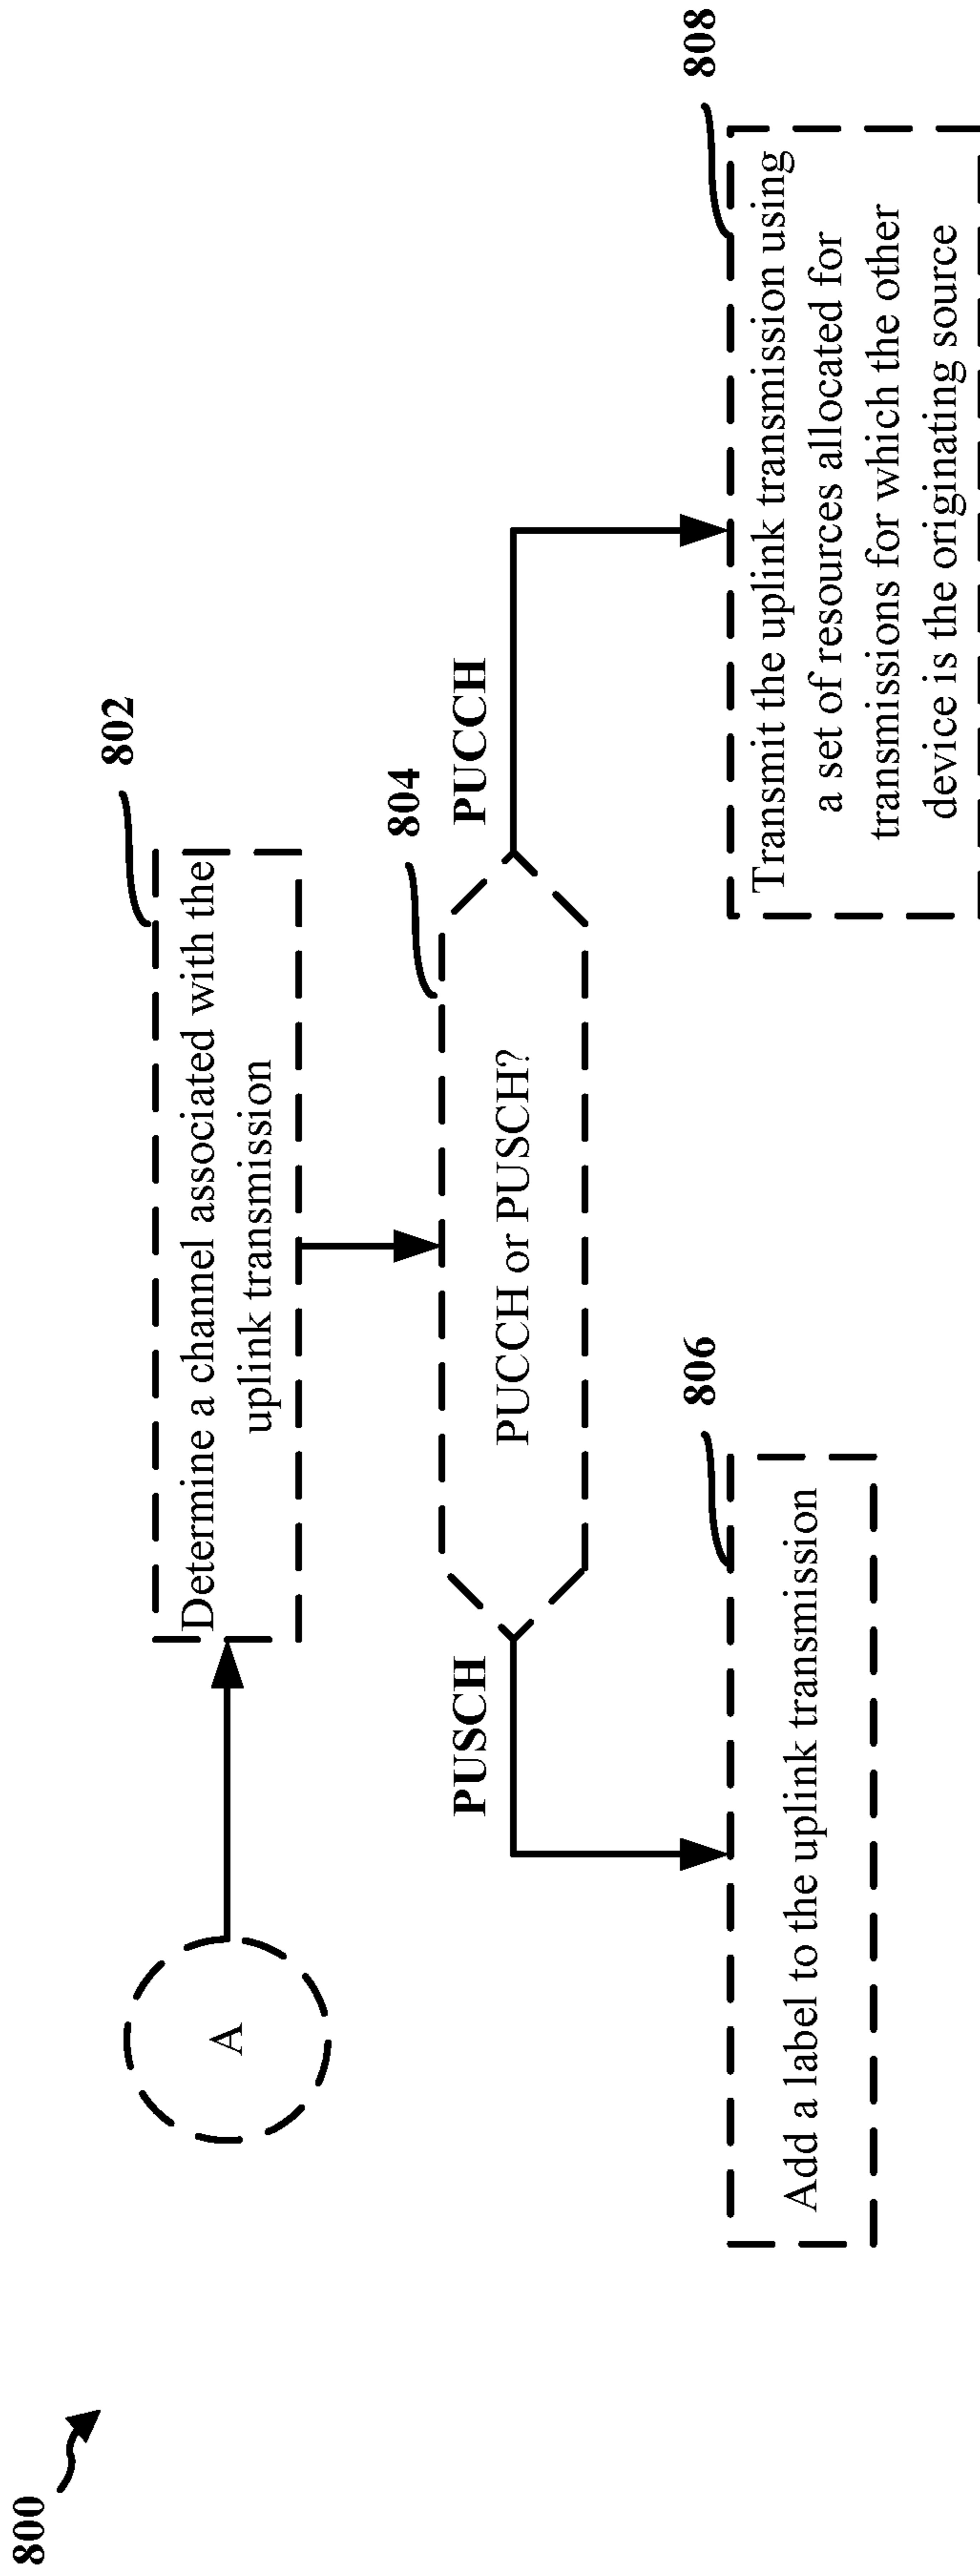 800
A
802
Determine a channel associated with the
uplink transmission
804
PUCCH or PUSCH?
PUSCH
PUCCH
806
Add a label to the uplink transmission
808
Transmit the uplink transmission using
a set of resources allocated for
transmissions for which the other
device is the originating source